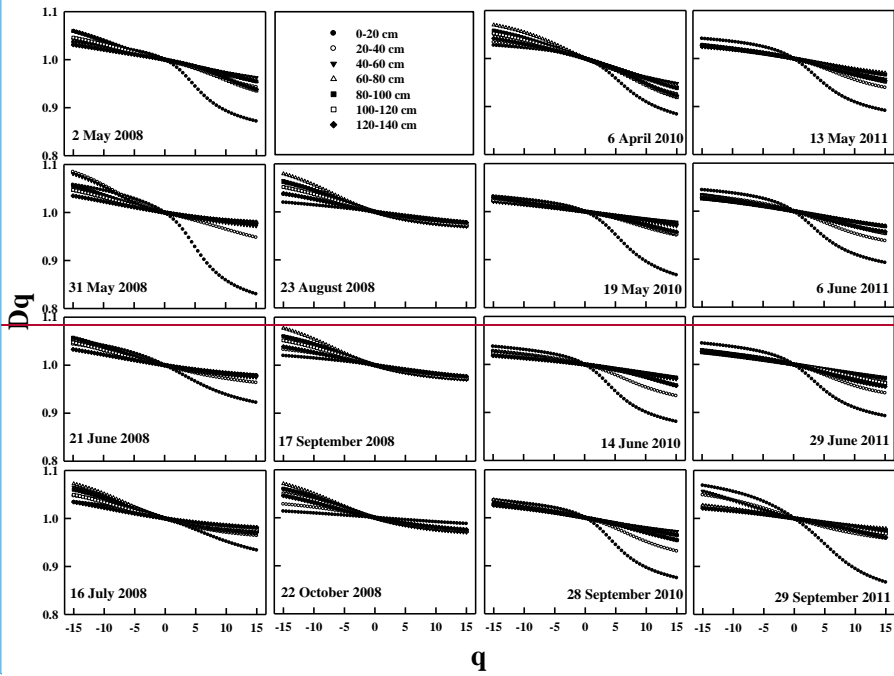 1.1
1.0
0.9
0.8
2 May 2008
0-20 cm
20-40 cm
40-60 cm
60-80 cm
80-100 cm
100-120 cm
120-140 cm
6 April 2010
13 May 2011
1.1
1.0
0.9
0.8
31 May 2008
23 August 2008
19 May 2010
6 June 2011
Dq
1.1
1.0
0.9
0.8
21 June 2008
17 September 2008
14 June 2010
29 June 2011
1.1
1.0
0.9
0.8
16 July 2008
22 October 2008
28 September 2010
29 September 2011
-15 -10 -5 0 5 10 15
-15 -10 -5 0 5 10 15
-15 -10 -5 0 5 10 15
-15 -10 -5 0 5 10 15
q